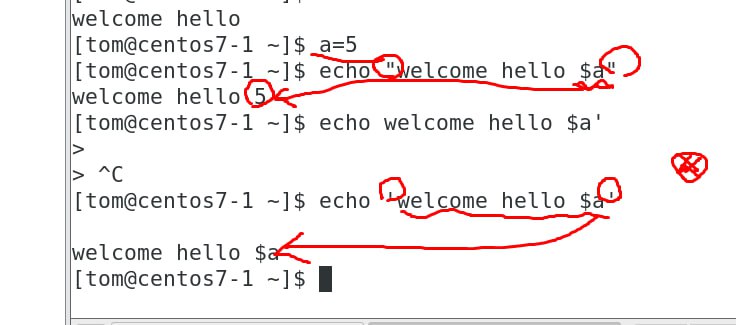 welcome hello
[tom@centos7-1 ~]$ a=5
[tom@centos7-1 ~]$ echo "welcome hello $a"
welcome hello 5
[tom@centos7-1 ~]$ echo welcome hello $a'
>
> ^C
[tom@centos7-1 ~]$ echo 'welcome hello $a'
welcome hello $a
[tom@centos7-1 ~]$